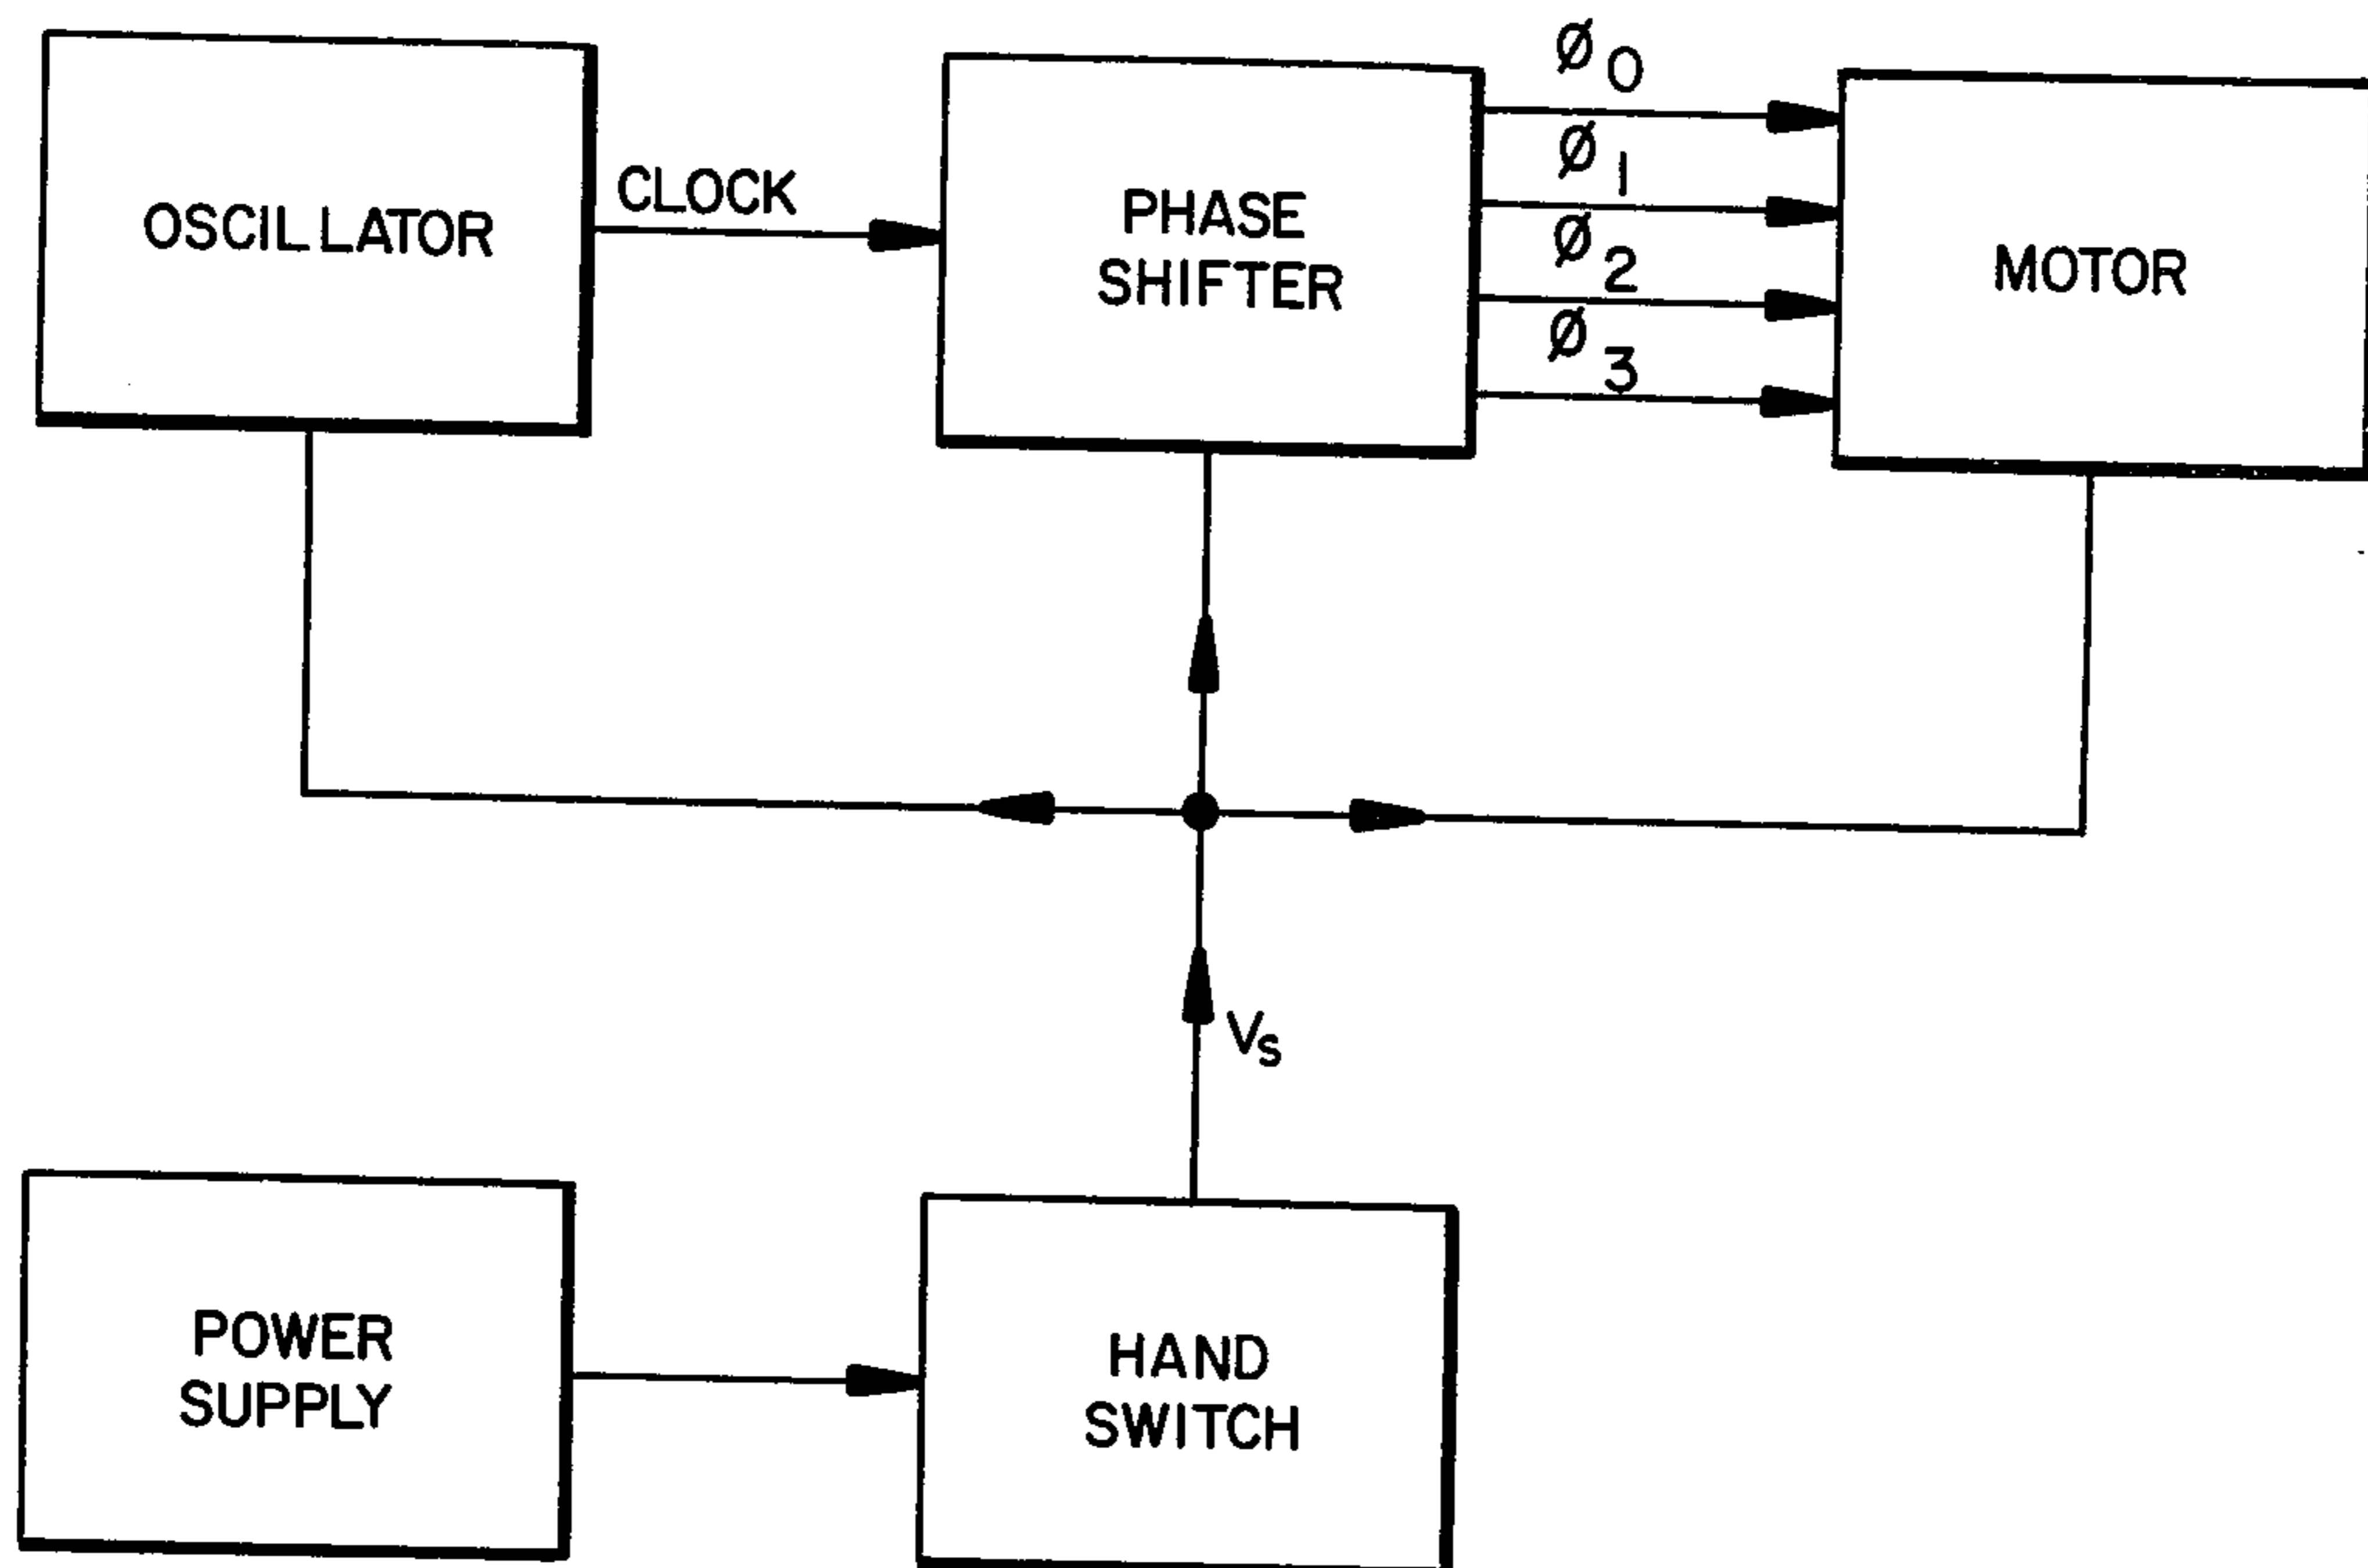 OSCILLATOR
CLOCK
PHASE
SHIFTER
Ø0
Ø1
Ø2
Ø3
MOTOR
Vs
POWER
SUPPLY
HAND
SWITCH